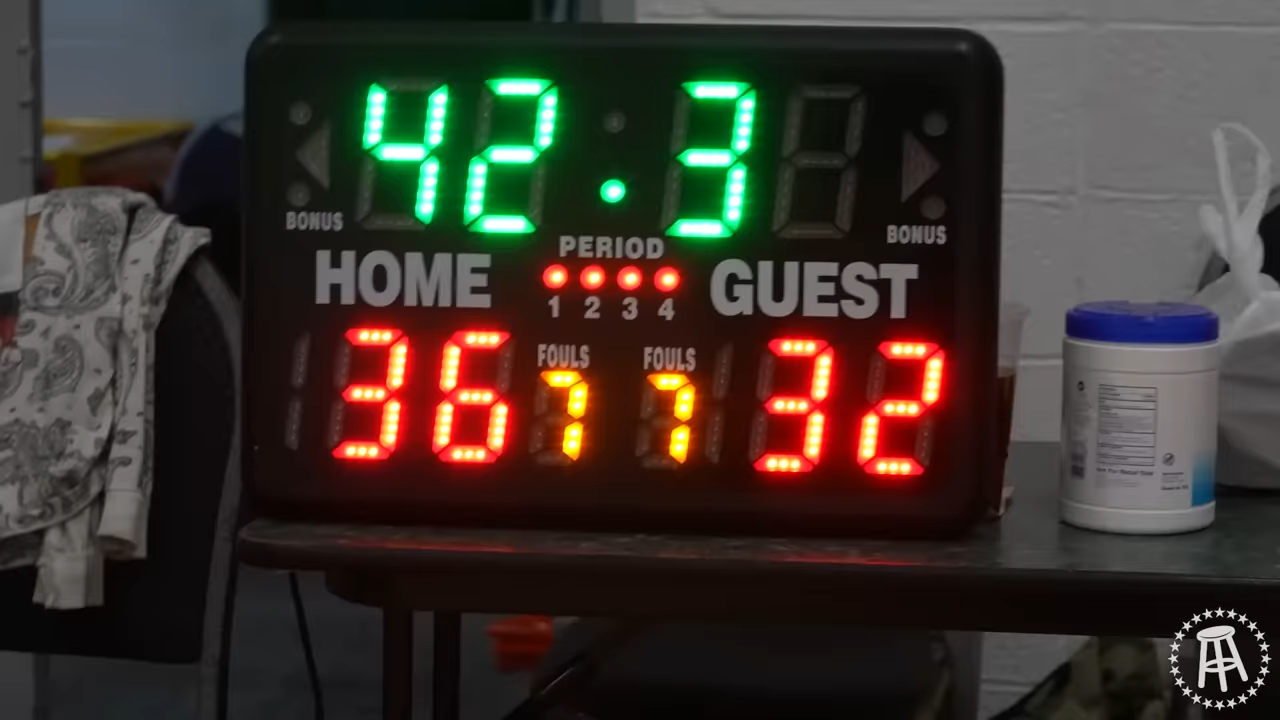 42.3
BONUS
BONUS
PERIOD
HOME
GUEST
1 2 3 4
FOULS
FOULS
36
7
7
32